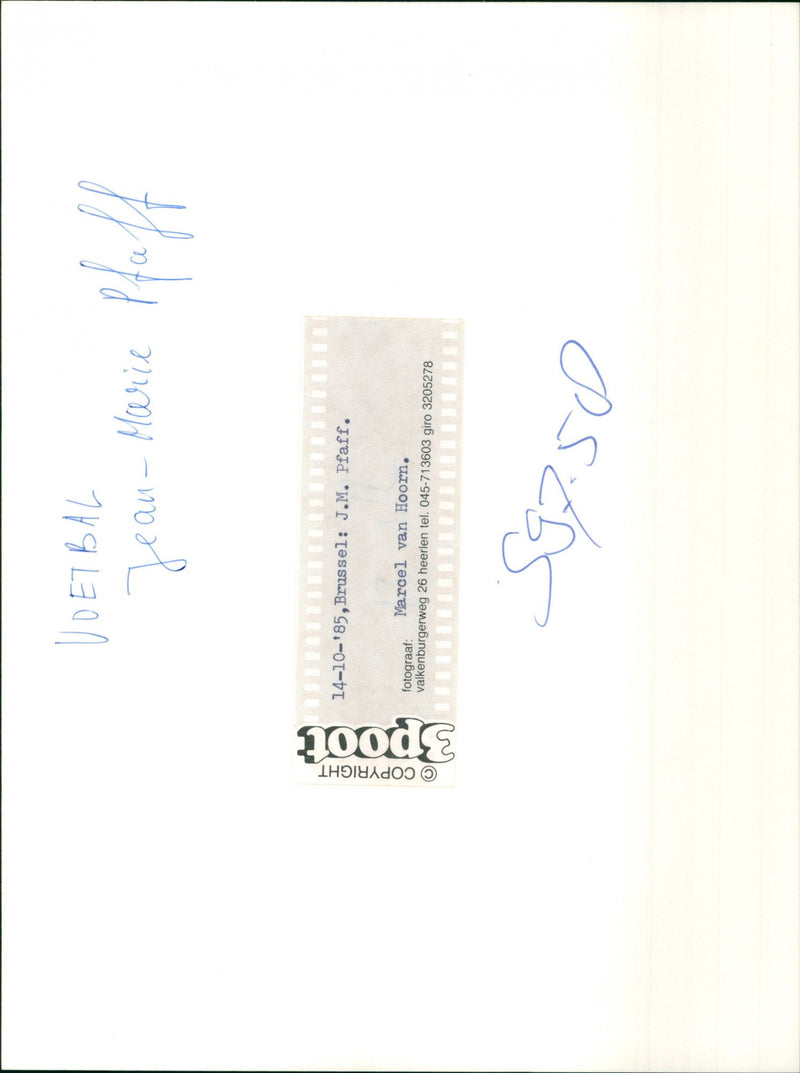 VOETBAL
Jean-Marie Pfaff
14-10-'85,Brussel: J.M. Pfaff.
fotograaf: Marcel van Hoorn.
valkenburgerweg 26 heerlen tel. 045-713603 giro 3205278
© COPYRIGHT
3poot